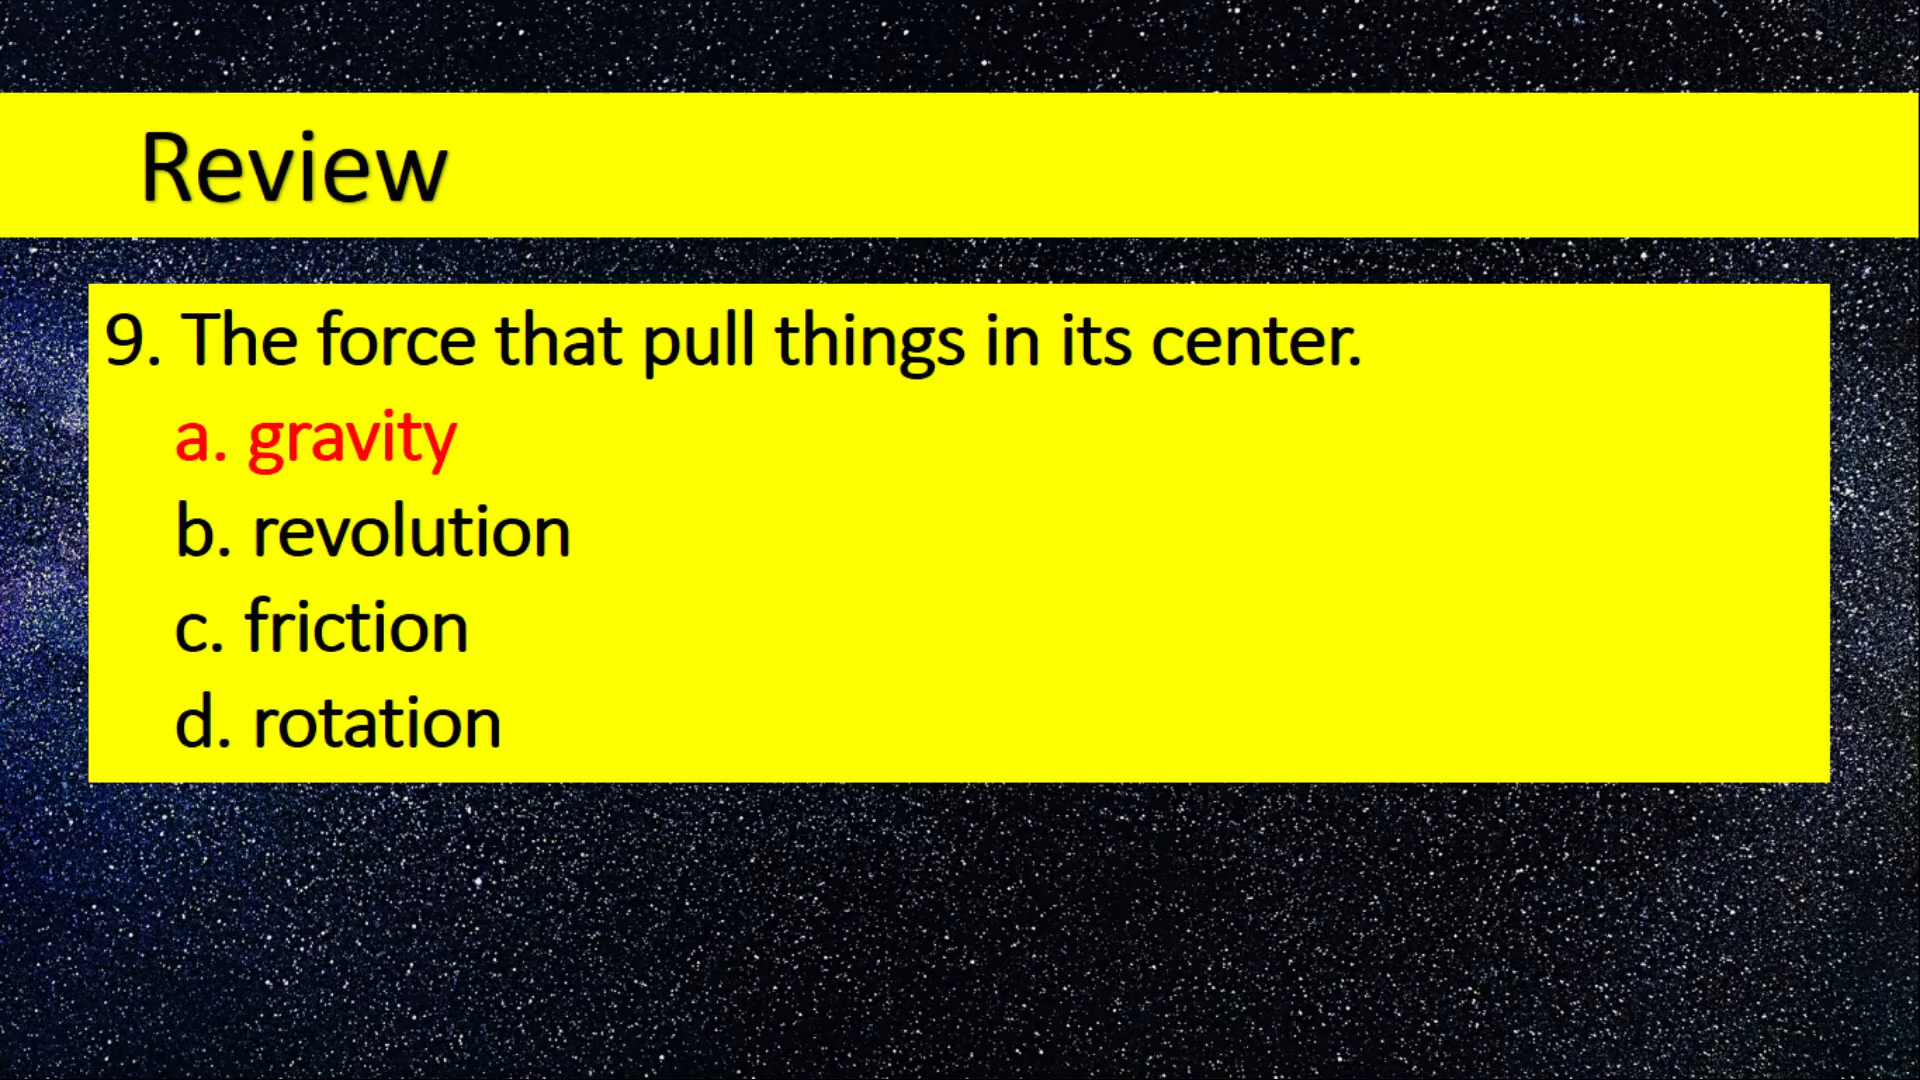 Review
9. The force that pull things in its center.
a. gravity
b. revolution
c. friction
d. rotation